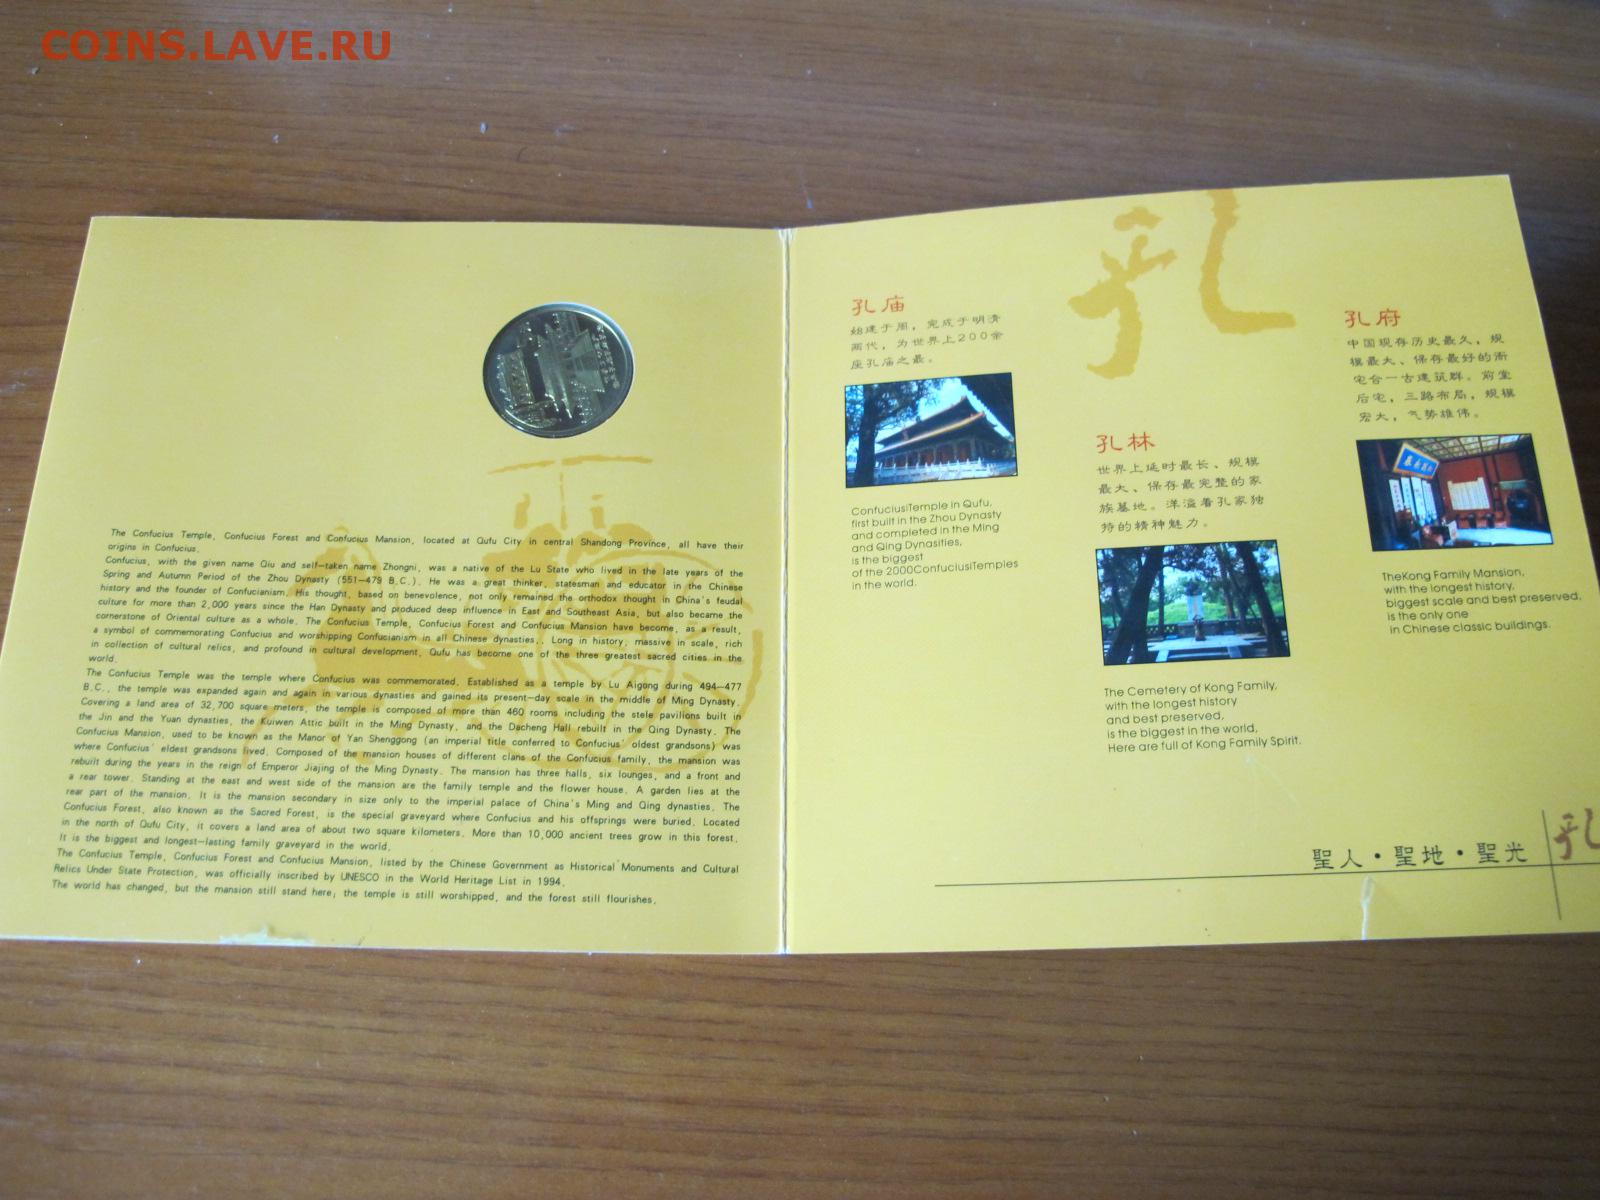 COINS.LAVE.RU
The Confucius Temple, Confucius Forest and Confucius Mansion, located at Qufu City in central Shandong Province, all have their
origins in Confucius.
Confucius, with the given name Qiu and self-taken name Zhongni, was a native of the Lu State who lived in the late years of the
Spring and Autumn Period of the Zhou Dynasty (551-479 B.C.). He was a great thinker, statesman and educator in the Chinese
history and the founder of Confucianism. His thought, based on benevolence, not only remained the orthodox thought in China's feudal
culture for more than 2,000 years since the Han Dynasty and produced deep influence in East and Southeast Asia, but also became the
cornerstone of Oriental culture as a whole. The Confucius Temple, Confucius Forest and Confucius Mansion have become, as a result,
a symbol of commemorating Confucius and worshipping Confucianism in all Chinese dynasties.. Long in history, massive in scale, rich
in collection of cultural relics, and profound in cultural development, Qufu has become one of the three greatest sacred cities in the
world.
The Confucius Temple was the temple where Confucius was commemorated. Established as a temple by Lu Aigong during 494-477
B.C., the temple was expanded again and again in various dynasties and gained its present-day scale in the middle of Ming Dynasty.
Covering a land area of 32,700 square meters, the temple is composed of more than 460 rooms including the stele pavilions built in
the Jin and the Yuan dynasties, the Kuiwen Attic built in the Ming Dynasty, and the Dacheng Hall rebuilt in the Qing Dynasty. The
Confucius Mansion, used to be known as the Manor of Yan Shenggong (an imperial title conferred to Confucius' oldest grandsons) was
where Confucius' eldest grandsons lived. Composed of the mansion houses of different clans of the Confucius family, the mansion was
rebuilt during the years in the reign of Emperor Jiajing of the Ming Dynasty. The mansion has three halls, six lounges, and a front and
a rear tower. Standing at the east and west side of the mansion are the family temple and the flower house. A garden lies at the
rear part of the mansion. It is the mansion secondary in size only to the imperial palace of China's Ming and Qing dynasties. The
Confucius Forest, also known as the Sacred Forest, is the special graveyard where Confucius and his offsprings were buried. Located
in the north of Qufu City, it covers a land area of about two square kilometers. More than 10,000 ancient trees grow in this forest.
It is the biggest and longest-lasting family graveyard in the world.
The Confucius Temple, Confucius Forest and Confucius Mansion, listed by the Chinese Government as Historical Monuments and Cultural
Relics Under State Protection, was officially inscribed by UNESCO in the World Heritage List in 1994.
The world has changed, but the mansion still stand here; the temple is still worshipped, and the forest still flourishes.
孔
孔庙
始建于周，完成于明清
两代，为世界上200余
座孔庙之最。
ConfuciusiTemple in Qufu,
first built in the Zhou Dynasty
and completed in the Ming
and Qing Dynasities,
is the biggest
of the 2000ConfuciusiTemples
in the world.
孔林
世界上延时最长、规模
最大、保存最完整的家
族墓地。洋溢着孔家独
特的精神魅力。
The Cemetery of Kong Family,
with the longest history
and best preserved,
is the biggest in the world,
Here are full of Kong Family Spirit.
孔府
中国现存历史最久，规
模最大、保存最好的衙
宅合一古建筑群。前堂
后宅，三路布局，规模
宏大，气势雄伟。
TheKong Family Mansion,
with the longest history,
biggest scale and best preserved,
is the only one
in Chinese classic buildings.
聖人·聖地·聖光
孔